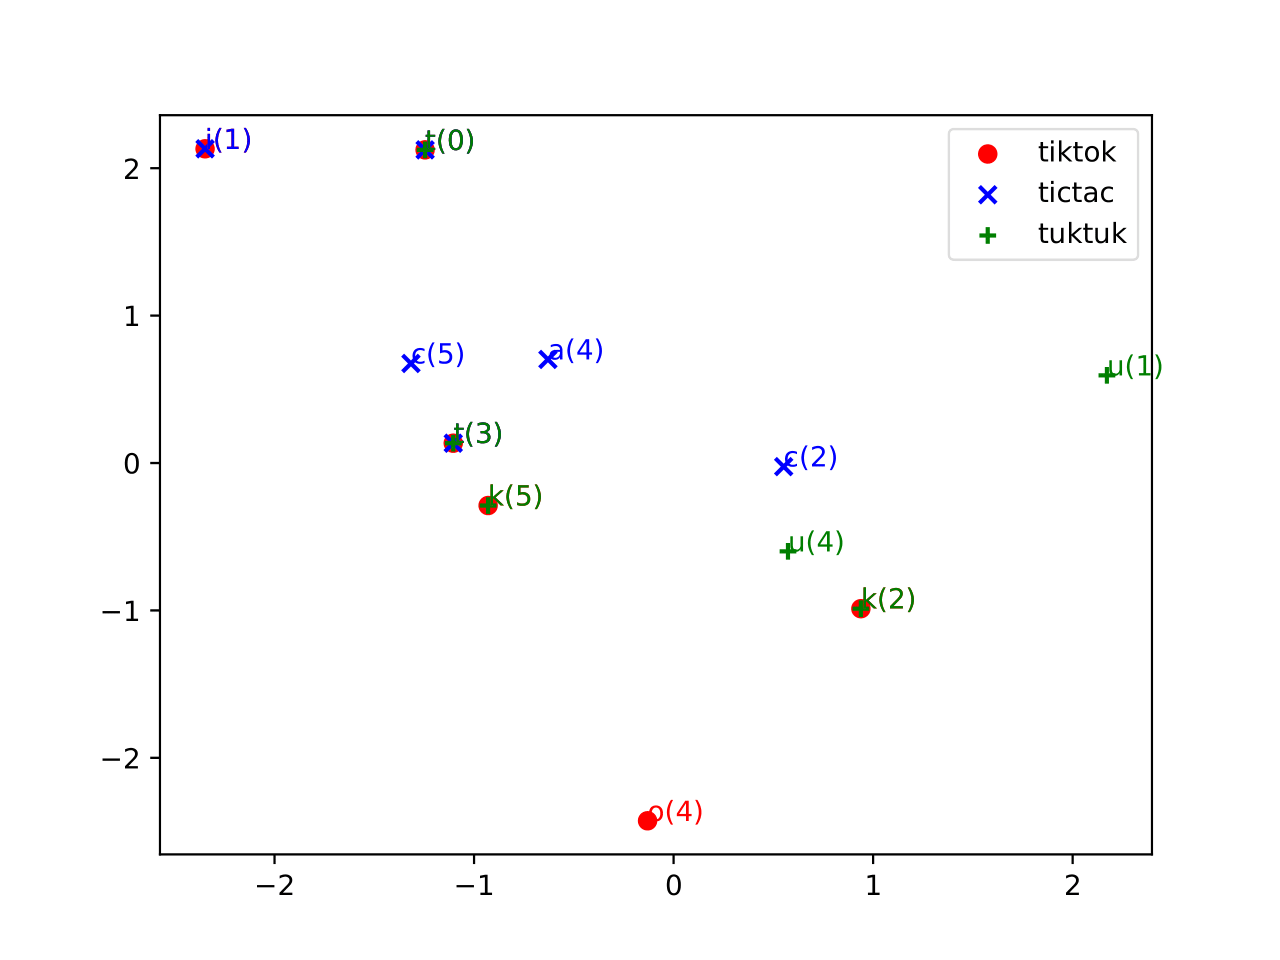 i(1) t(0)
tiktok
tictac
tuktuk
2
1
c(5) a(4)
u(1)
t(3)
c(2)
0
k(5)
u(4)
k(2)
−1
−2
o(4)
−2 −1 0 1 2